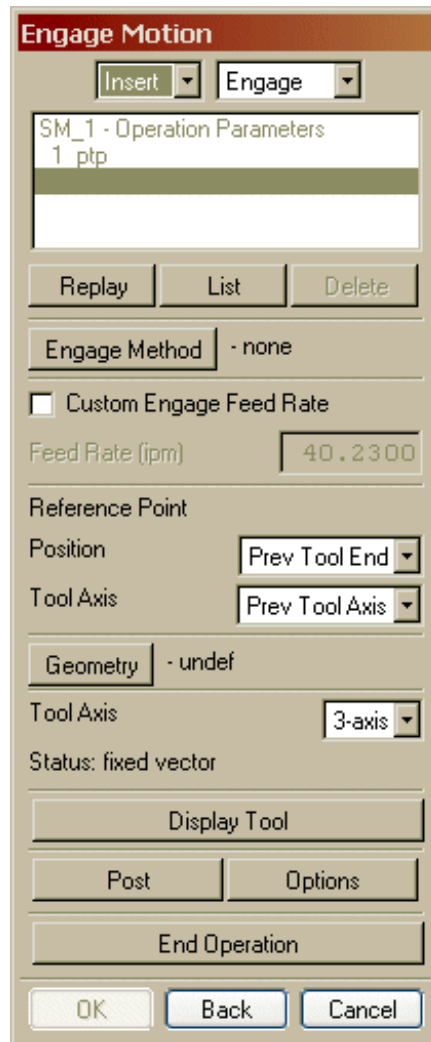 Engage Motion
Insert Engage
SM_1 - Operation Parameters
1 ptp
Replay List Delete
Engage Method - none
Custom Engage Feed Rate
Feed Rate (ipm) 40.2300
Reference Point
Position Prev Tool End
Tool Axis Prev Tool Axis
Geometry - undef
Tool Axis 3-axis
Status: fixed vector
Display Tool
Post Options
End Operation
OK Back Cancel